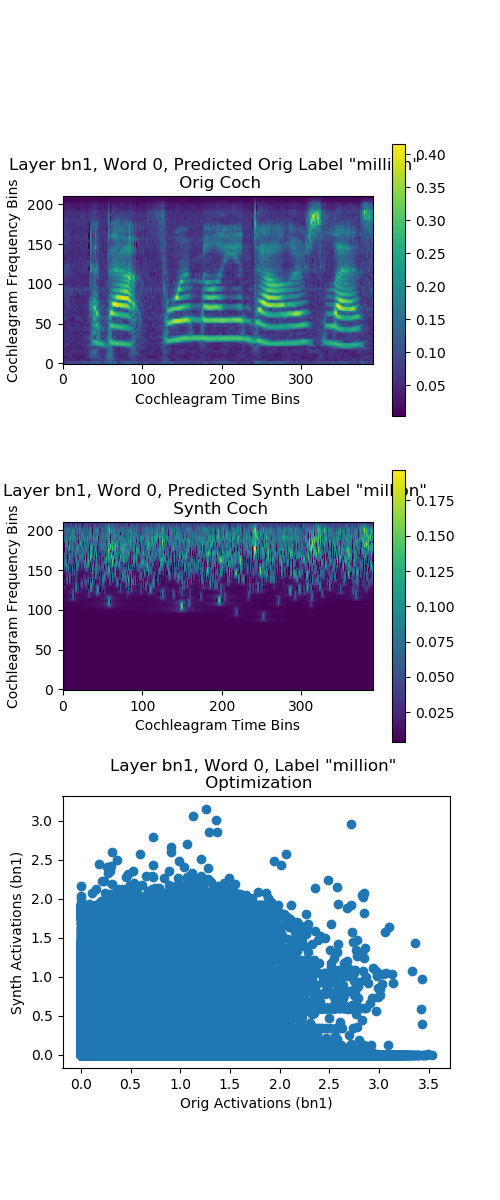 Layer bn1, Word 0, Predicted Orig Label "million"
Orig Coch
Cochleagram Frequency Bins
200
150
100
50
0
0 100 200 300
Cochleagram Time Bins
0.40
0.35
0.30
0.25
0.20
0.15
0.10
0.05
Layer bn1, Word 0, Predicted Synth Label "million"
Synth Coch
Cochleagram Frequency Bins
200
150
100
50
0
0 100 200 300
Cochleagram Time Bins
0.175
0.150
0.125
0.100
0.075
0.050
0.025
Layer bn1, Word 0, Label "million"
Optimization
Synth Activations (bn1)
3.0
2.5
2.0
1.5
1.0
0.5
0.0
0.0 0.5 1.0 1.5 2.0 2.5 3.0 3.5
Orig Activations (bn1)